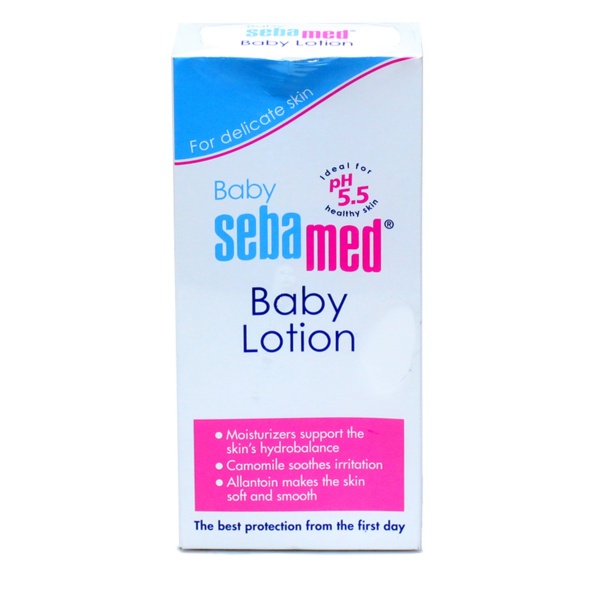 Baby
sebamed
Baby Lotion
For delicate skin
Ideal for
pH
5.5
healthy skin
Baby
sebamed®
Baby
Lotion
• Moisturizers support the
skin's hydrobalance
• Camomile soothes irritation
• Allantoin makes the skin
soft and smooth
The best protection from the first day